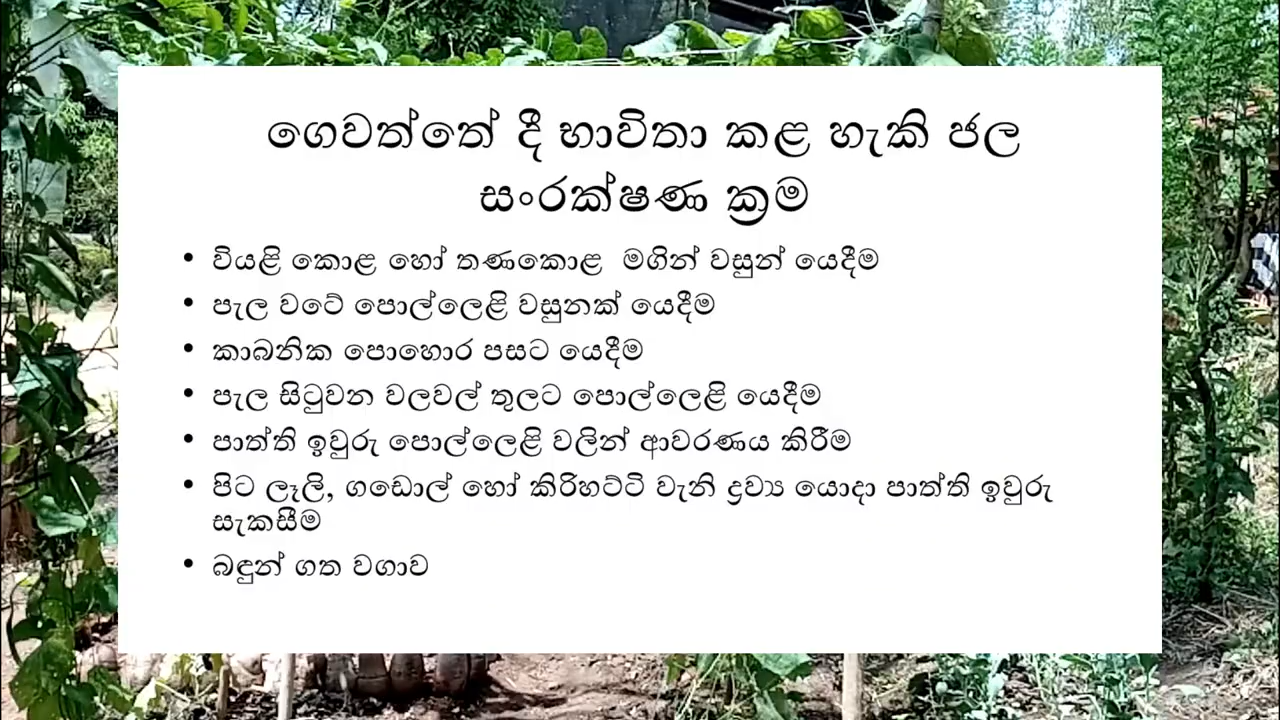 ගෙවත්තේ දී භාවිතා කළ හැකි ජල
සංරක්ෂණ ක්‍රම
• වියළි කොළ හෝ තණකොළ මගින් වසුන් යෙදීම
• පැල වටේ පොල්ලෙළි වසුනක් යෙදීම
• කාබනික පොහොර පසට යෙදීම
• පැල සිටුවන වලවල් තුලට පොල්ලෙළි යෙදීම
• පාත්ති ඉවුරු පොල්ලෙළි වලින් ආවරණය කිරීම
• පිට ලෑලි, ගඩොල් හෝ කිරිහට්ටි වැනි ද්‍රව්‍ය යොදා පාත්ති ඉවුරු
සැකසීම
• බඳුන් ගත වගාව